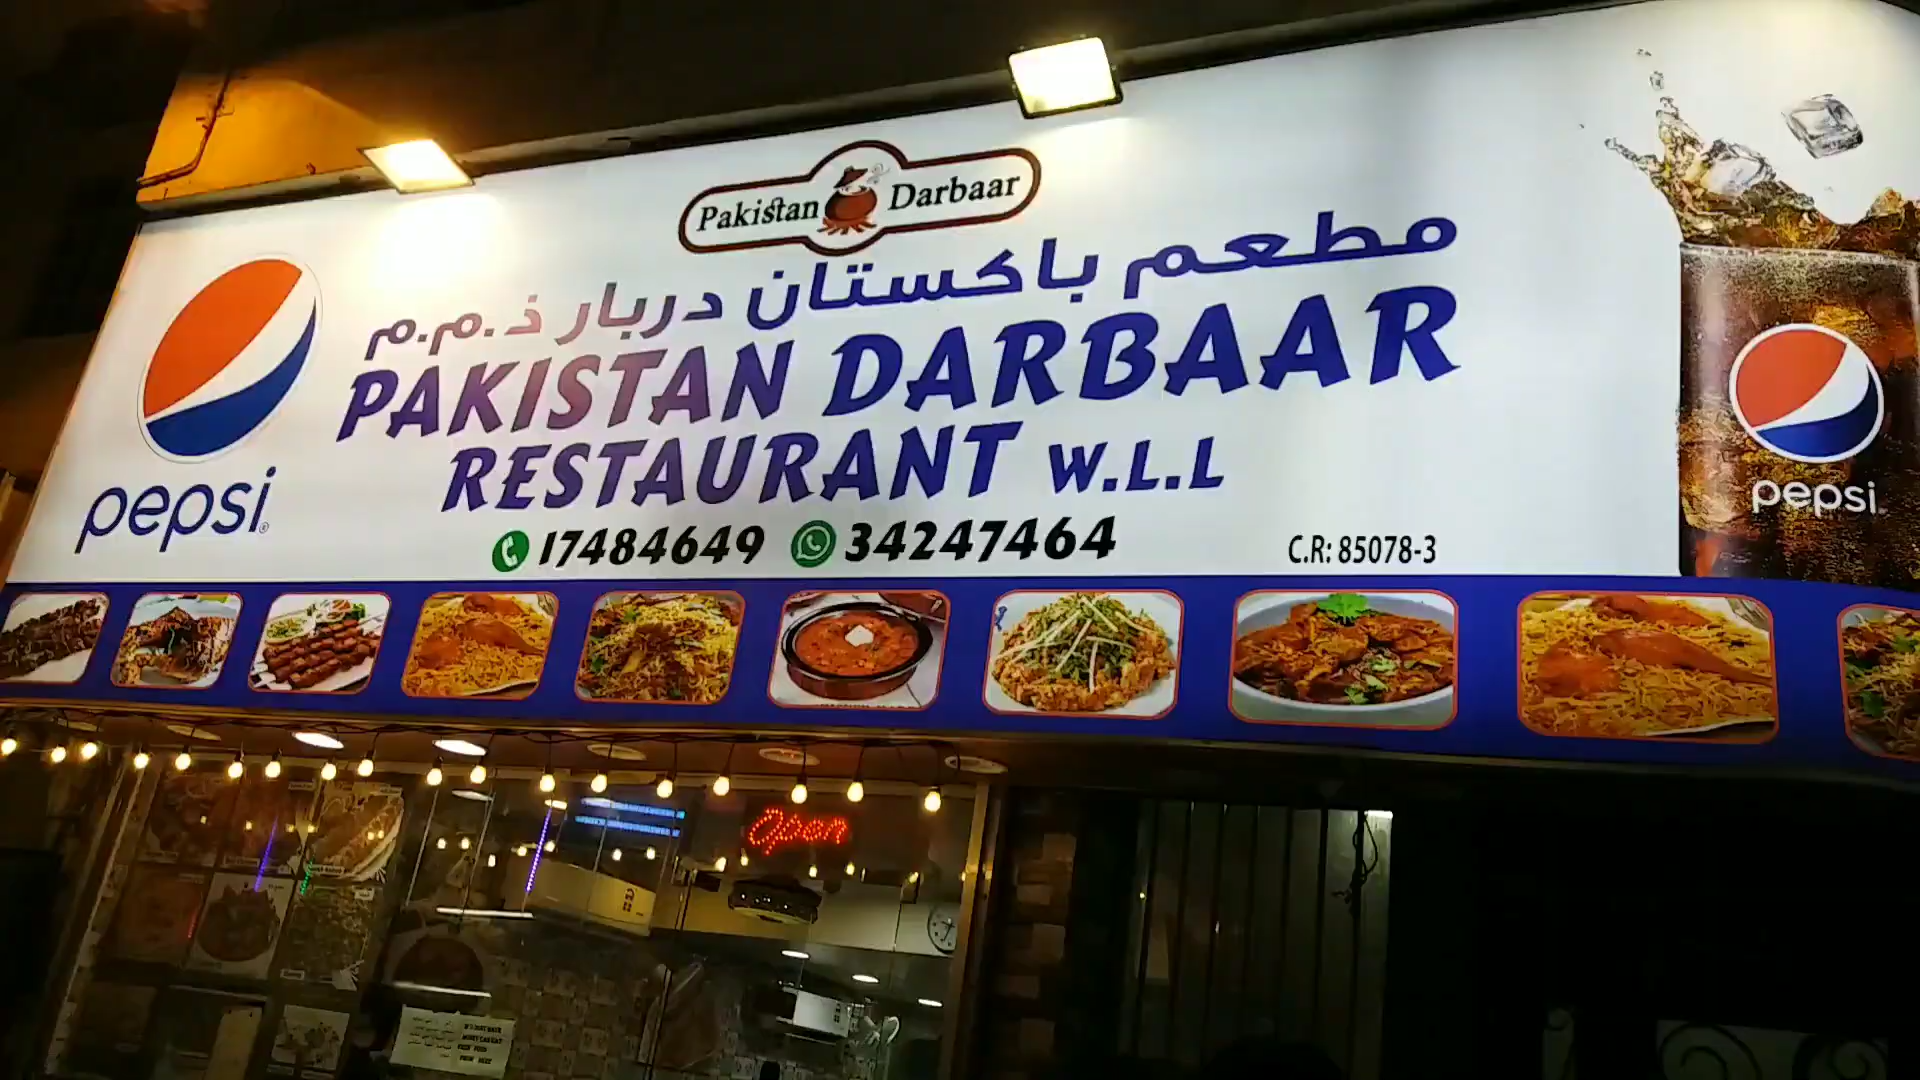 Pakistan Darbaar
مطعم باكستان دربار ذ.م.م
PAKISTAN DARBAAR
RESTAURANT W.L.L
17484649 34247464
C.R: 85078-3
pepsi
pepsi
Open